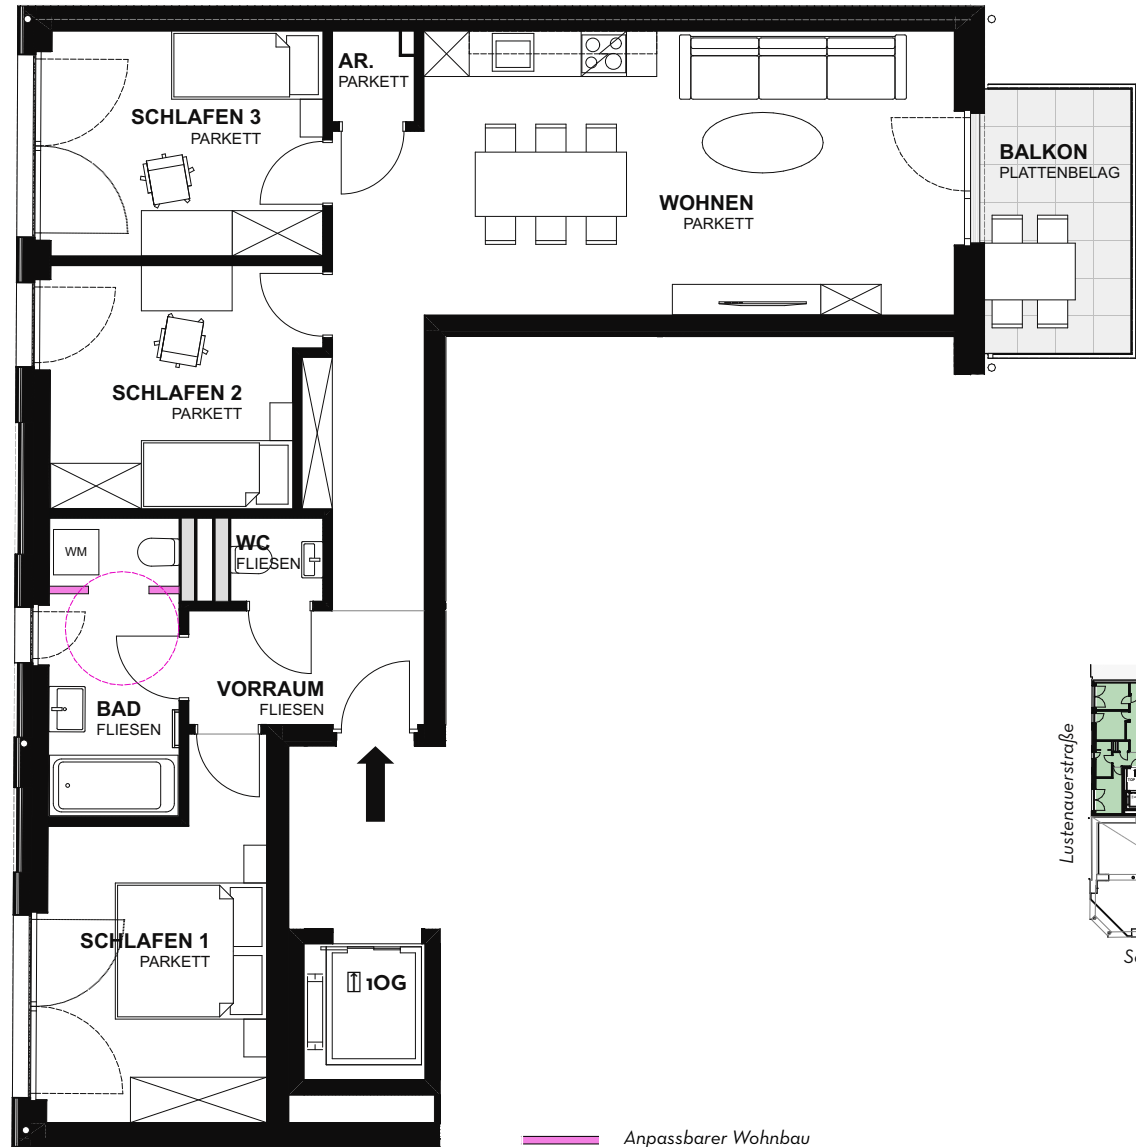 AR.
PARKETT
SCHLAFEN 3
PARKETT
BALKON
PLATTENBELAG
WOHNEN
PARKETT
SCHLAFEN 2
PARKETT
WC
FLIESEN
WM
VORRAUM
FLIESEN
BAD
FLIESEN
SCHLAFEN 1
PARKETT
1OG
Lustenauerstraße
Anpassbarer Wohnbau